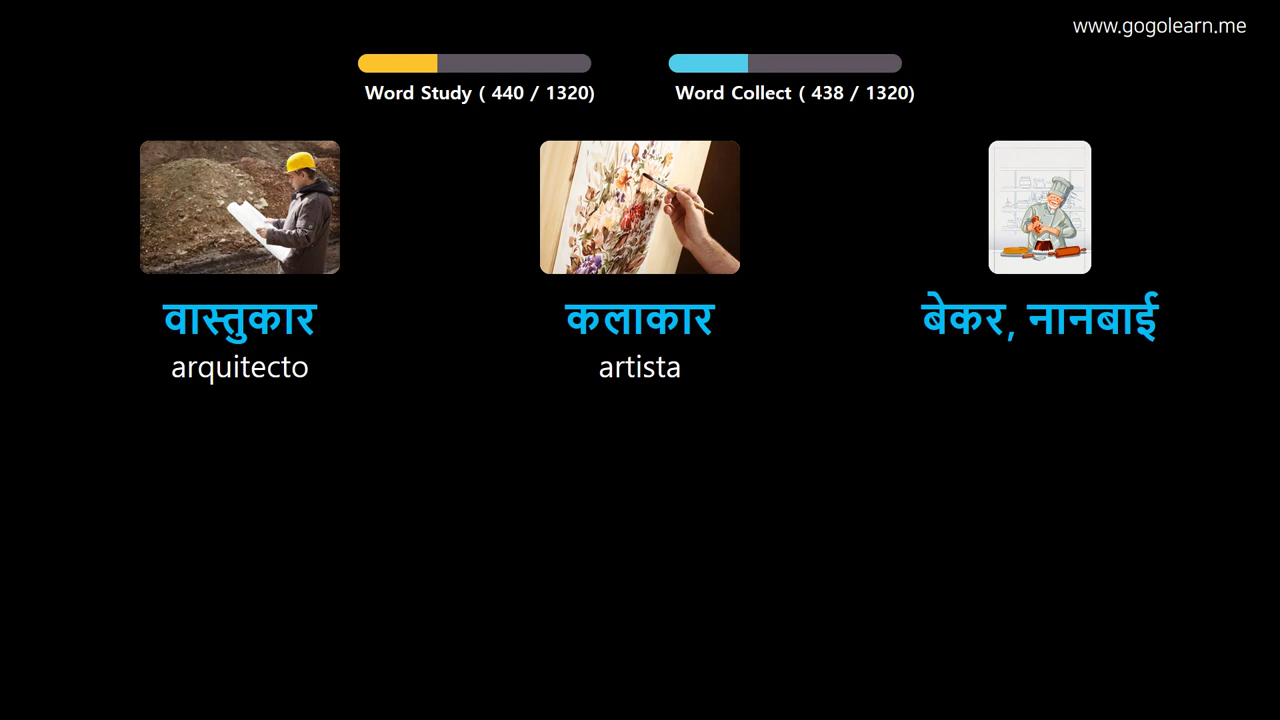 www.gogolearn.me
Word Study ( 440 / 1320)
Word Collect ( 438 / 1320)
वास्तुकार
arquitecto
कलाकार
artista
बेकर, नानबाई